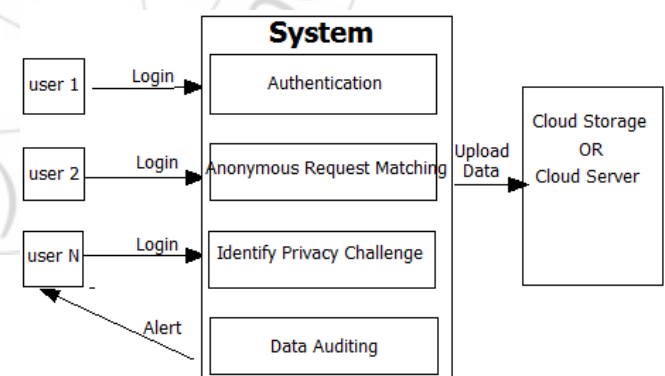 System
user 1
Login
Authentication
user 2
Login
Anonymous Request Matching
Upload
Data
Cloud Storage
OR
Cloud Server
user N
Login
Identify Privacy Challenge
Alert
Data Auditing